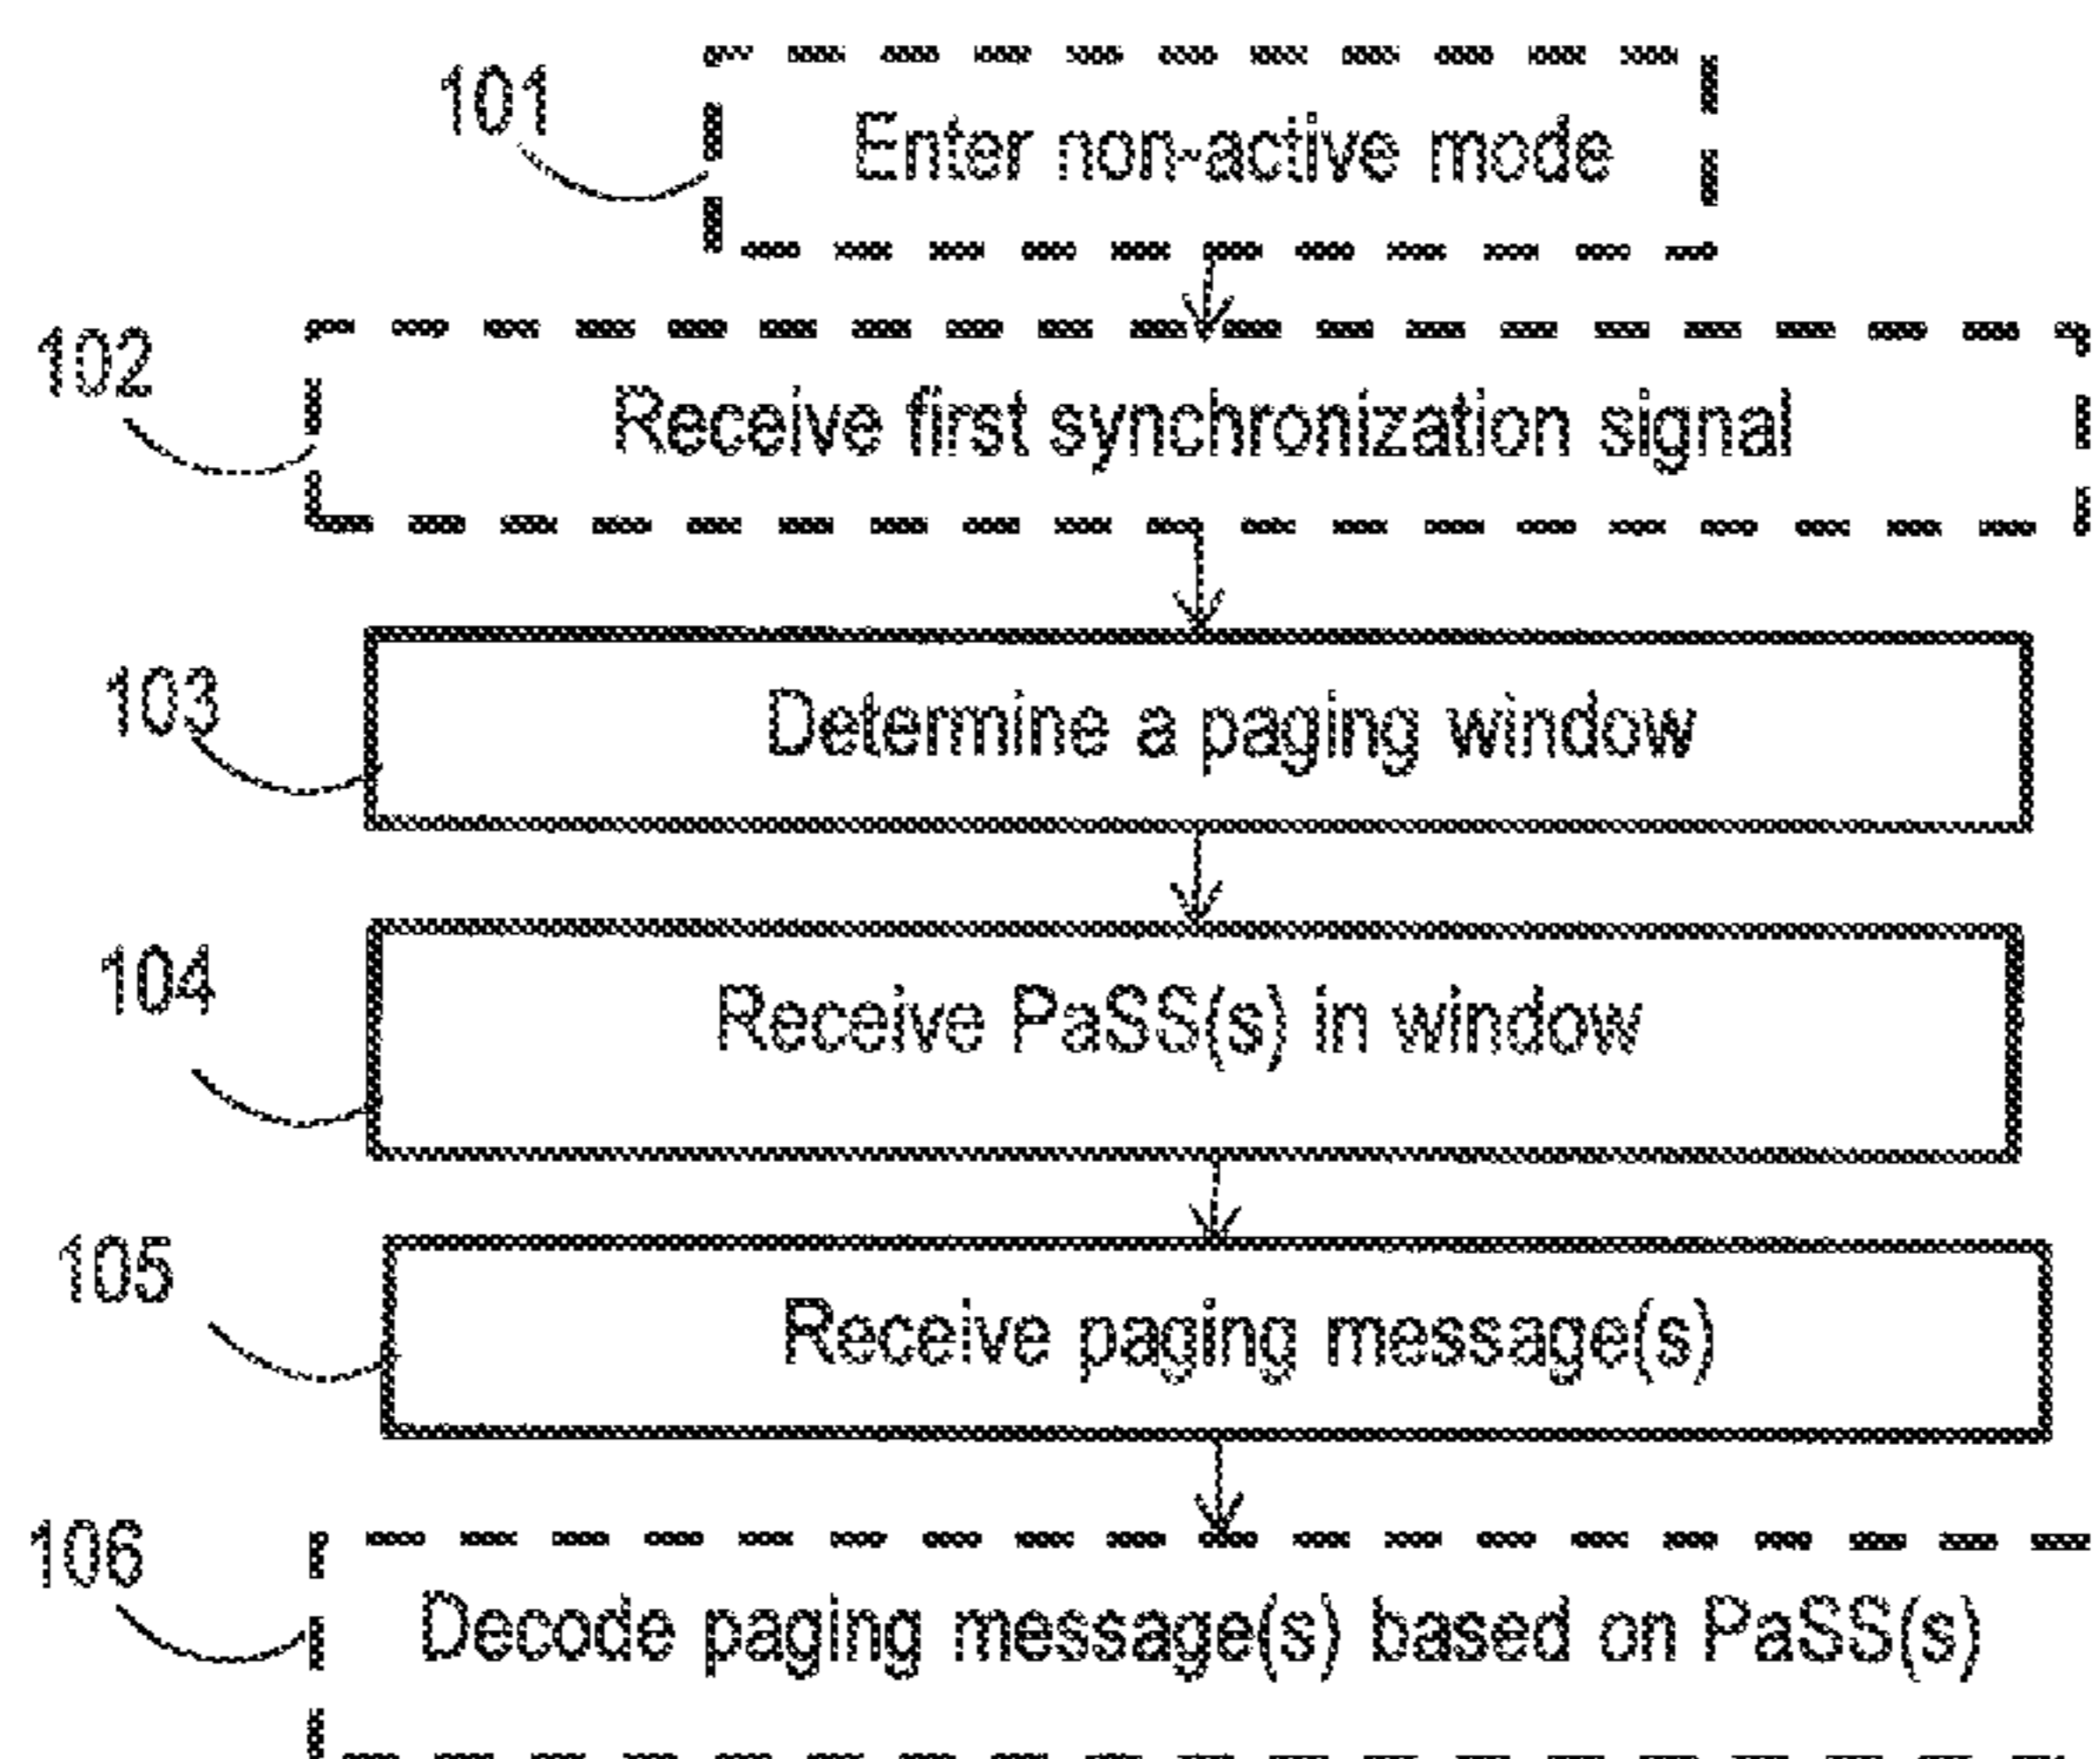 101
Enter non-active mode
102
Receive first synchronization signal
103
Determine a paging window
104
Receive PaSS(s) in window
105
Receive paging message(s)
106
Decode paging message(s) based on PaSS(s)